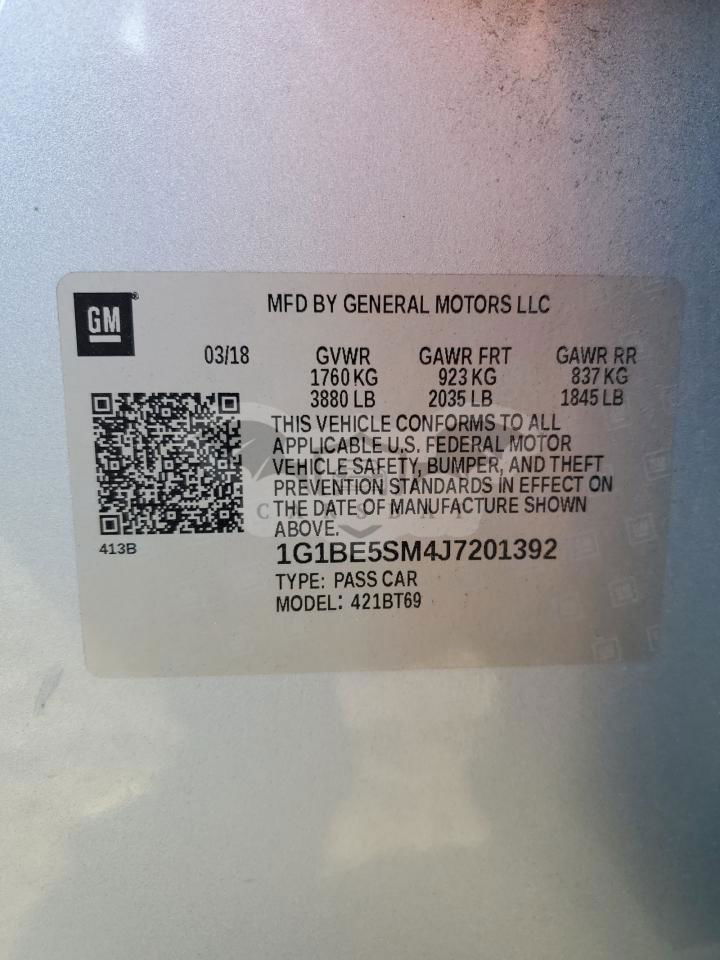 GM
MFD BY GENERAL MOTORS LLC
03/18 GVWR GAWR FRT GAWR RR
1760 KG 923 KG 837 KG
3880 LB 2035 LB 1845 LB
THIS VEHICLE CONFORMS TO ALL
APPLICABLE U.S. FEDERAL MOTOR
VEHICLE SAFETY, BUMPER, AND THEFT
PREVENTION STANDARDS IN EFFECT ON
THE DATE OF MANUFACTURE SHOWN
ABOVE.
413B
1G1BE5SM4J7201392
TYPE: PASS CAR
MODEL: 421BT69